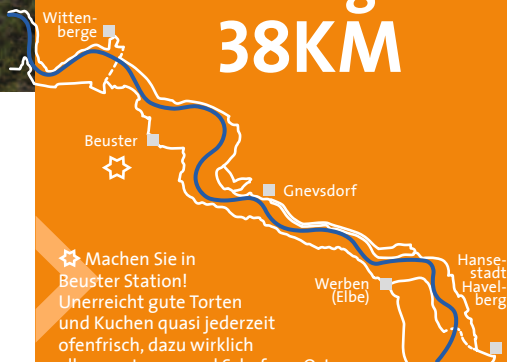 Witten-
berge
38KM
Beuster
Gnevsdorf
Hanse-
stadt
Havel-
berg
Werben
(Elbe)
Machen Sie in
Beuster Station!
Unerreicht gute Torten
und Kuchen quasi jederzeit
ofenfrisch, dazu wirklich